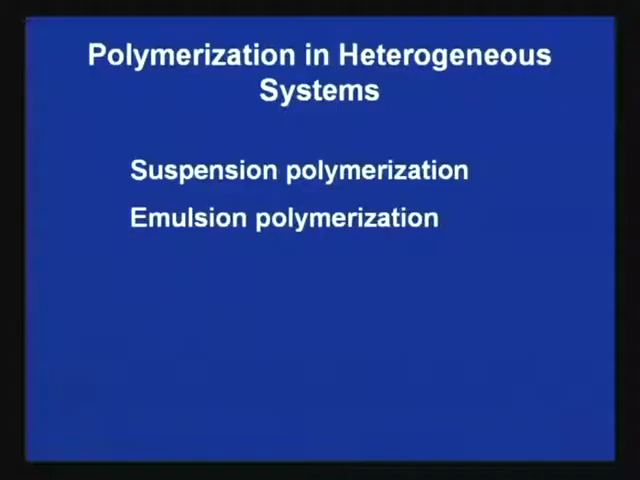 Polymerization in Heterogeneous
Systems
Suspension polymerization
Emulsion polymerization